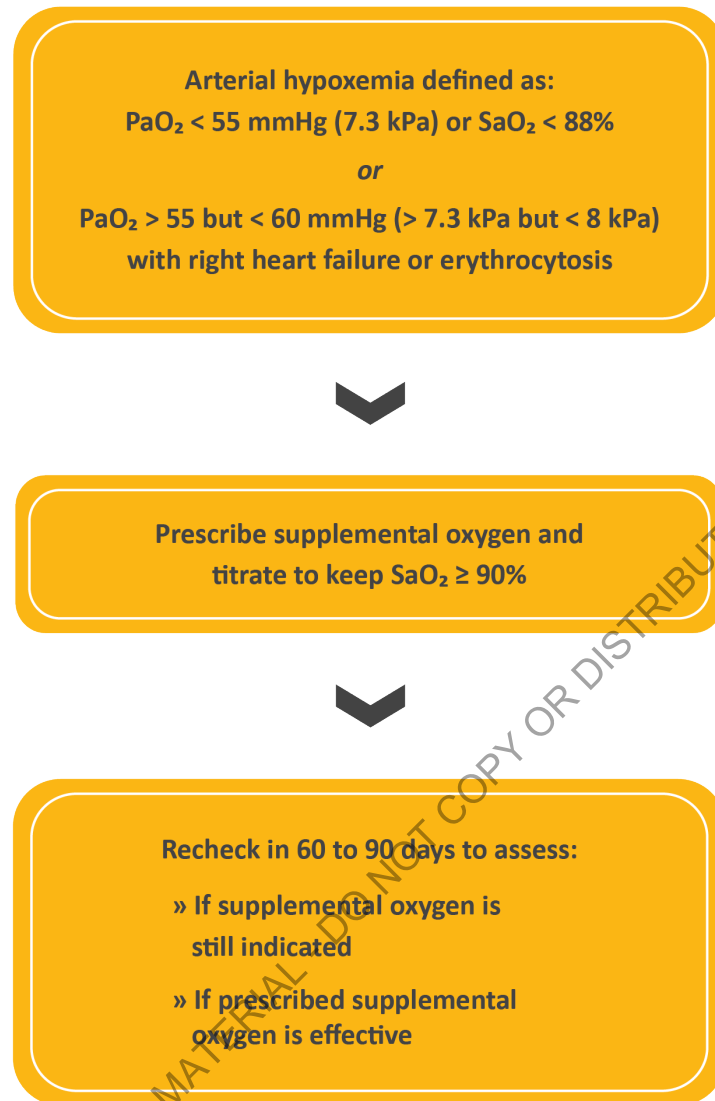 Arterial hypoxemia defined as:
PaO₂ < 55 mmHg (7.3 kPa) or SaO₂ < 88%
or
PaO₂ > 55 but < 60 mmHg (> 7.3 kPa but < 8 kPa)
with right heart failure or erythrocytosis
Prescribe supplemental oxygen and
titrate to keep SaO₂ ≥ 90%
Recheck in 60 to 90 days to assess:
» If supplemental oxygen is
still indicated
» If prescribed supplemental
oxygen is effective
MATERIAL - DO NOT COPY OR DISTRIBUT